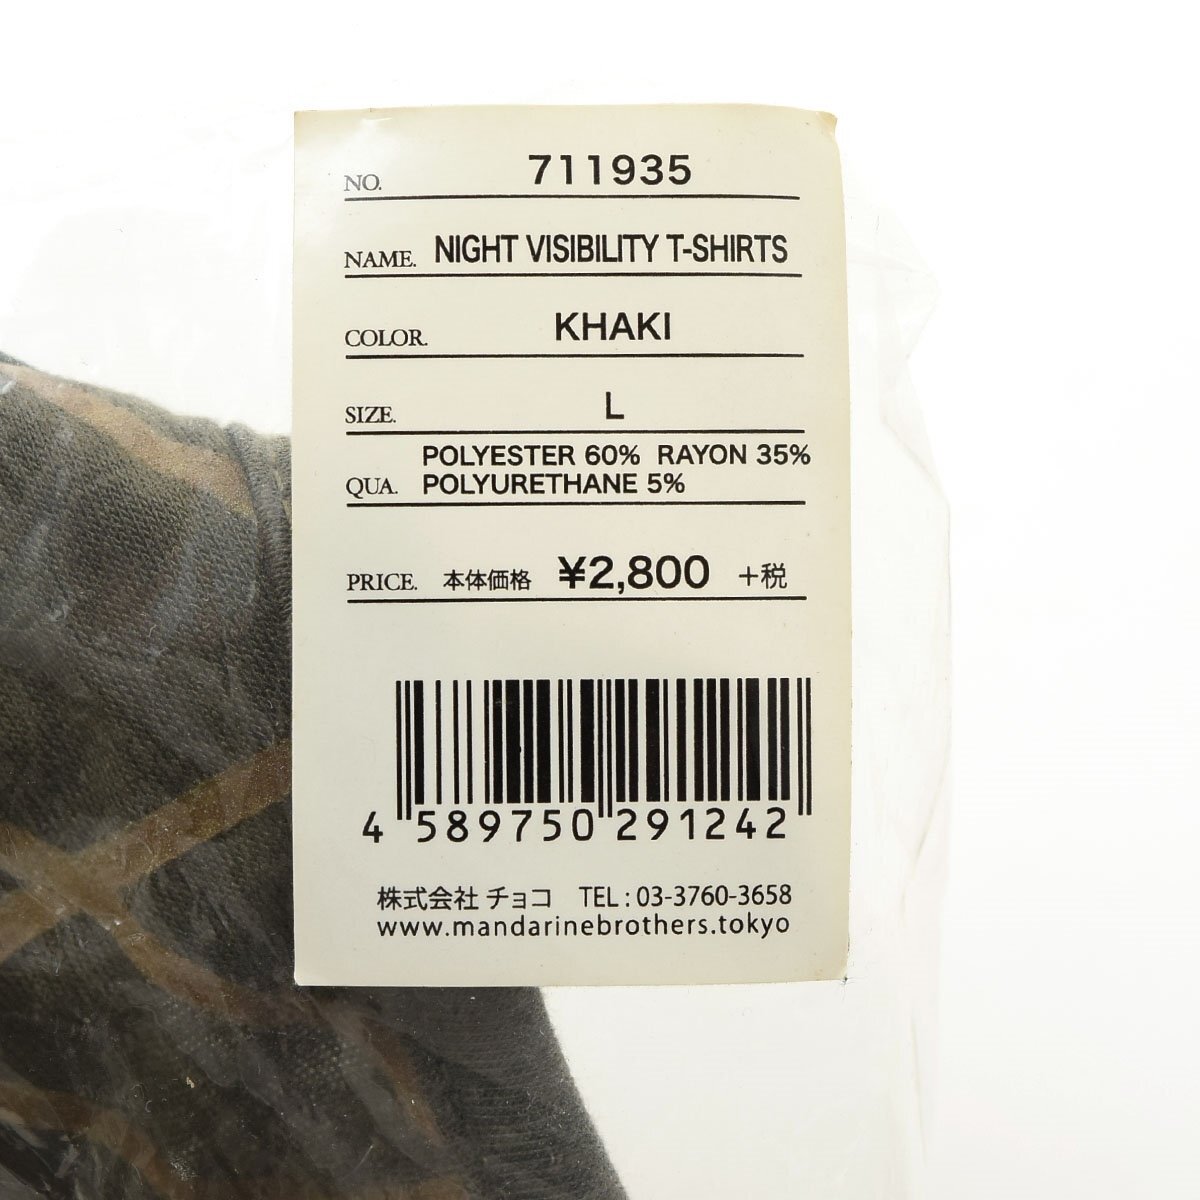 NO. 711935
NAME. NIGHT VISIBILITY T-SHIRTS
COLOR. KHAKI
SIZE. L
POLYESTER 60% RAYON 35%
QUA. POLYURETHANE 5%
PRICE. 本体価格 ¥2,800 +税
4 589750 291242
株式会社 チョコ TEL : 03-3760-3658
www.mandarinebrothers.tokyo